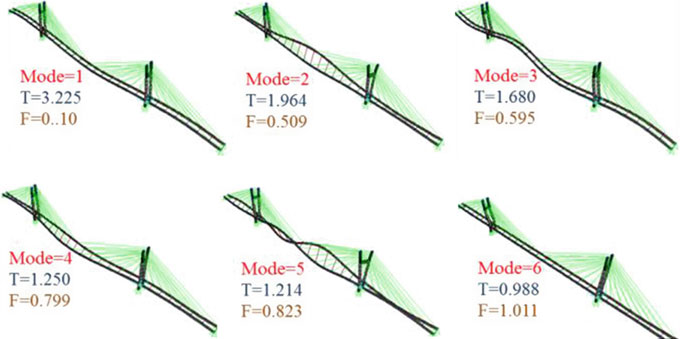 Mode=1
T=3.225
F=0..10
Mode=2
T=1.964
F=0.509
Mode=3
T=1.680
F=0.595
Mode=4
T=1.250
F=0.799
Mode=5
T=1.214
F=0.823
Mode=6
T=0.988
F=1.011